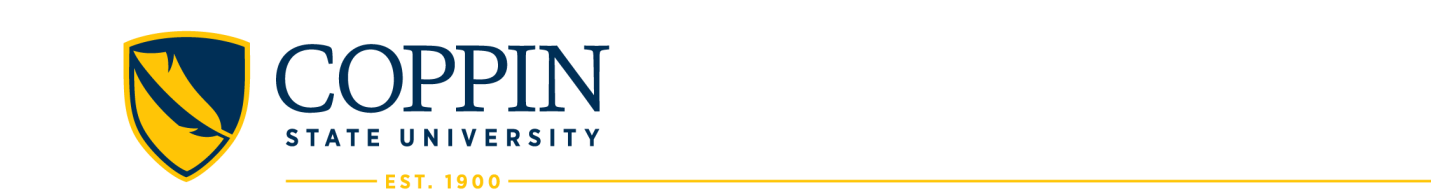 COPPIN
STATE UNIVERSITY
EST. 1900